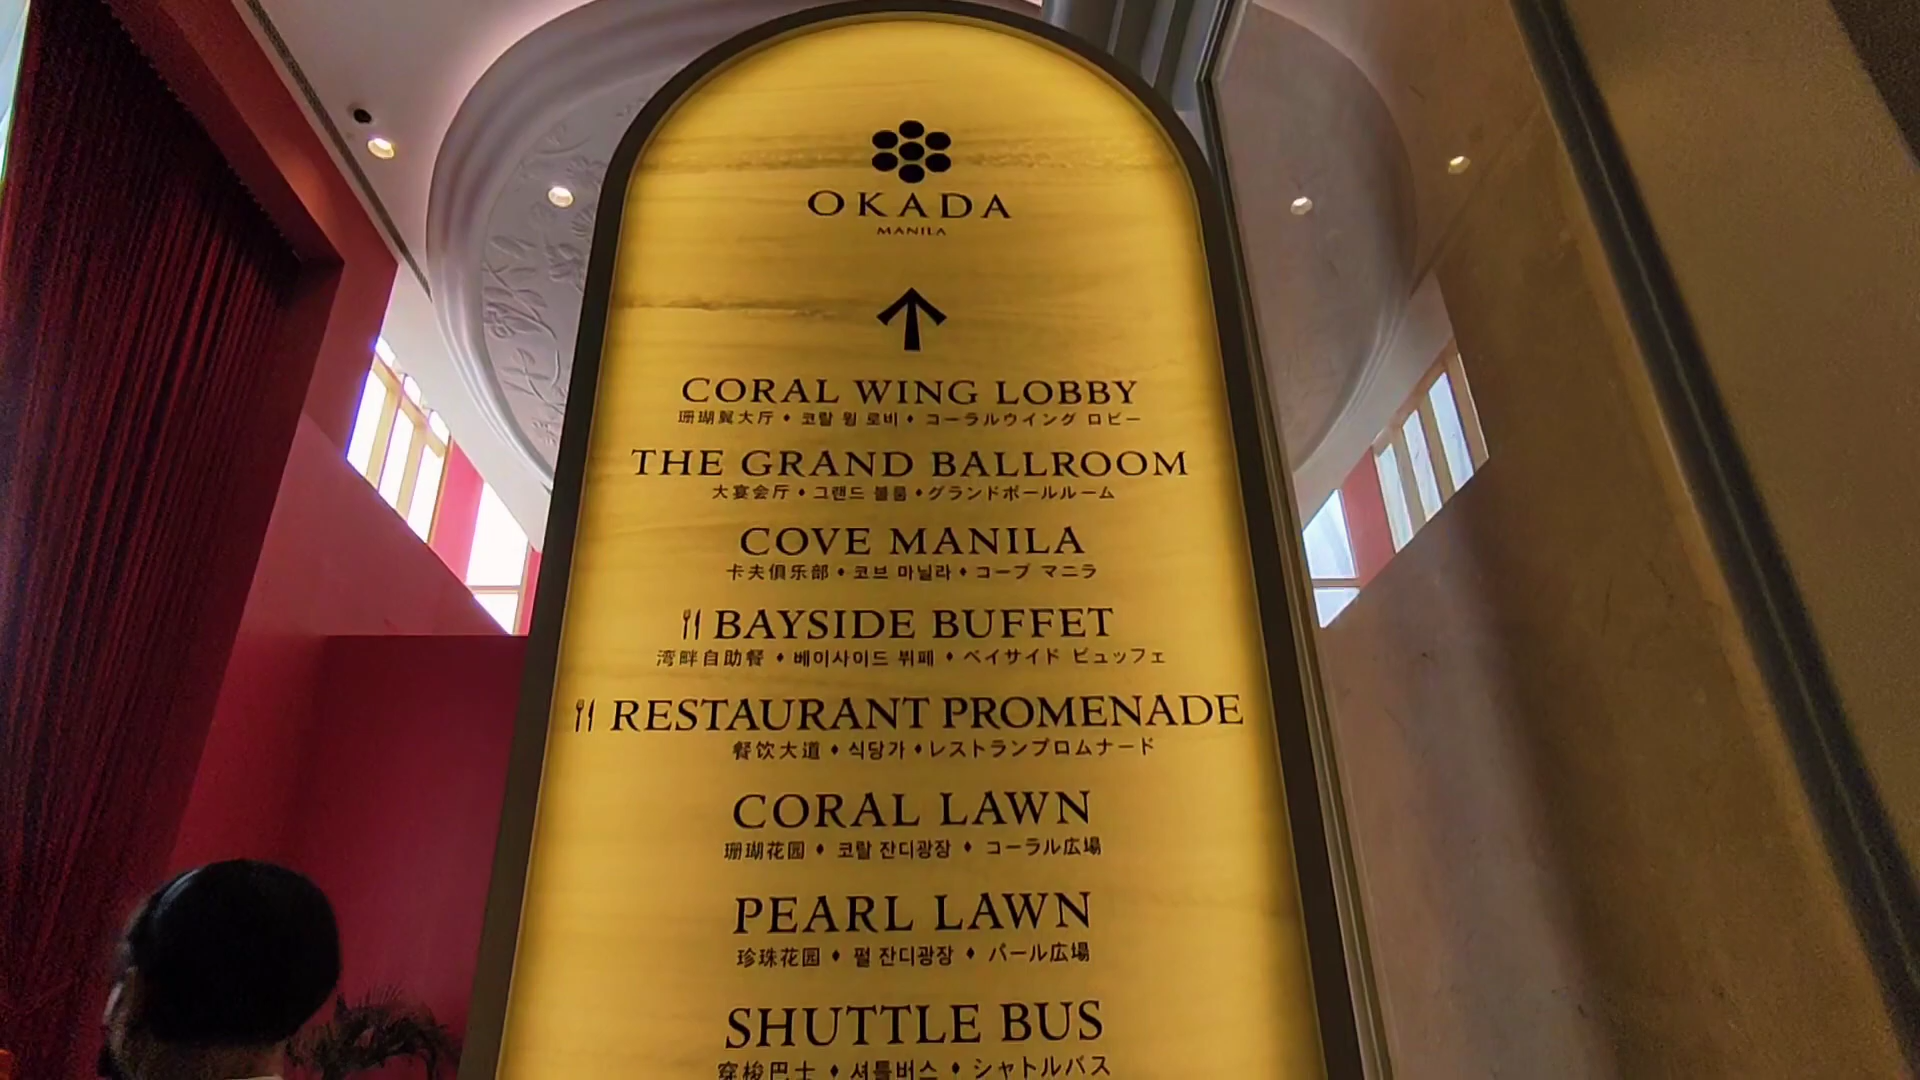 OKADA
MANILA
CORAL WING LOBBY
珊瑚翼大厅 • 코랄 윙 로비 • コーラルウイング ロビー
THE GRAND BALLROOM
大宴会厅 • 그랜드 볼룸 • グランドボールルーム
COVE MANILA
卡夫俱乐部 • 코브 마닐라 • コーブ マニラ
BAYSIDE BUFFET
湾畔自助餐 • 베이사이드 뷔페 • ベイサイド ビュッフェ
RESTAURANT PROMENADE
餐饮大道 • 식당가 • レストランプロムナード
CORAL LAWN
珊瑚花园 • 코랄 잔디광장 • コーラル広場
PEARL LAWN
珍珠花园 • 펄 잔디광장 • パール広場
SHUTTLE BUS
穿梭巴士 • 셔틀버스 • シャトルバス